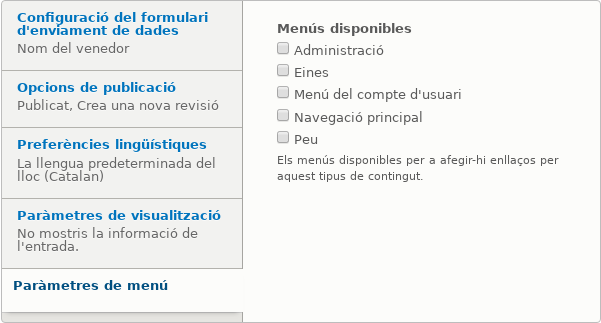 Configuració del formulari
d'enviament de dades
Nom del venedor
Opcions de publicació
Publicat, Crea una nova revisió
Preferències lingüístiques
La llengua predeterminada del
lloc (Catalan)
Paràmetres de visualització
No mostris la informació de
l'entrada.
Paràmetres de menú
Menús disponibles
Administració
Eines
Menú del compte d'usuari
Navegació principal
Peu
Els menús disponibles per a afegir-hi enllaços per
aquest tipus de contingut.